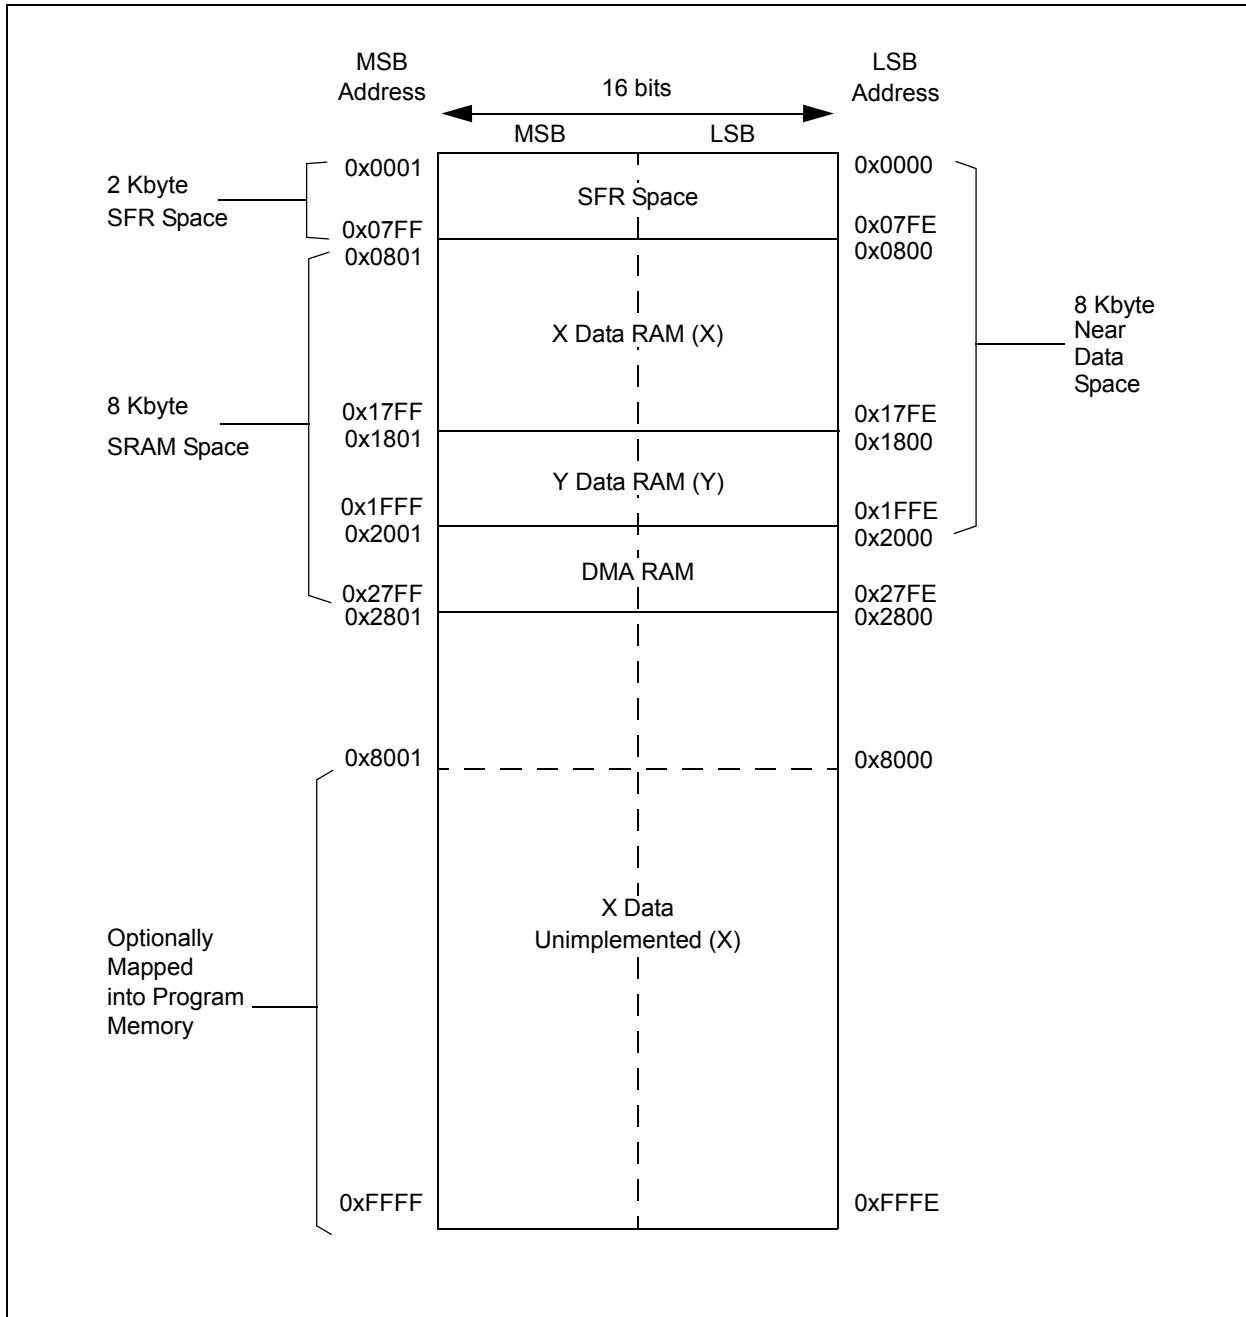 MSB
Address
16 bits
LSB
Address
MSB
LSB
0x0001
0x0000
2 Kbyte
SFR Space
SFR Space
0x07FF
0x07FE
0x0801
0x0800
X Data RAM (X)
8 Kbyte
Near
Data
Space
8 Kbyte
SRAM Space
0x17FF
0x17FE
0x1801
0x1800
Y Data RAM (Y)
0x1FFF
0x1FFE
0x2001
0x2000
DMA RAM
0x27FF
0x27FE
0x2801
0x2800
0x8001
0x8000
X Data
Unimplemented (X)
Optionally
Mapped
into Program
Memory
0xFFFF
0xFFFE